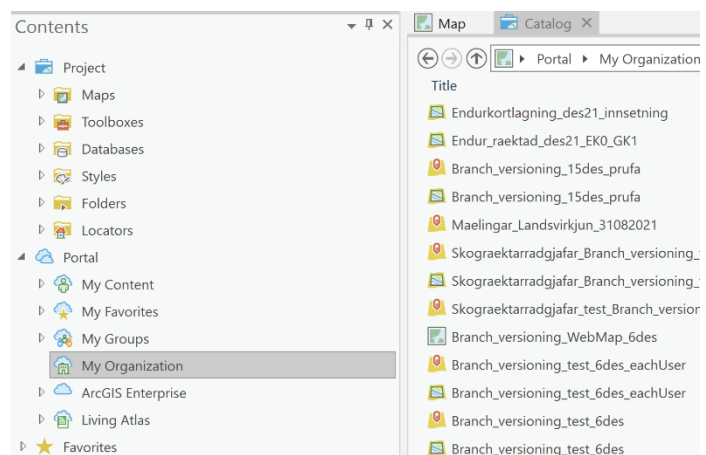 Contents
Project
Maps
Toolboxes
Databases
Styles
Folders
Locators
Portal
My Content
My Favorites
My Groups
My Organization
ArcGIS Enterprise
Living Atlas
Favorites
Map
Catalog
Portal My Organization
Title
Endurkortlagning_des21_innsetning
Endur_raektad_des21_EK0_GK1
Branch_versioning_15des_prufa
Branch_versioning_15des_prufa
Maelingar_Landsvirkjun_31082021
Skograektarradgjafar_Branch_versioning_
Skograektarradgjafar_Branch_versioning_
Skograektarradgjafar_test_Branch_version
Branch_versioning_WebMap_6des
Branch_versioning_test_6des_eachUser
Branch_versioning_test_6des_eachUser
Branch_versioning_test_6des
Branch_versioning_test_6des